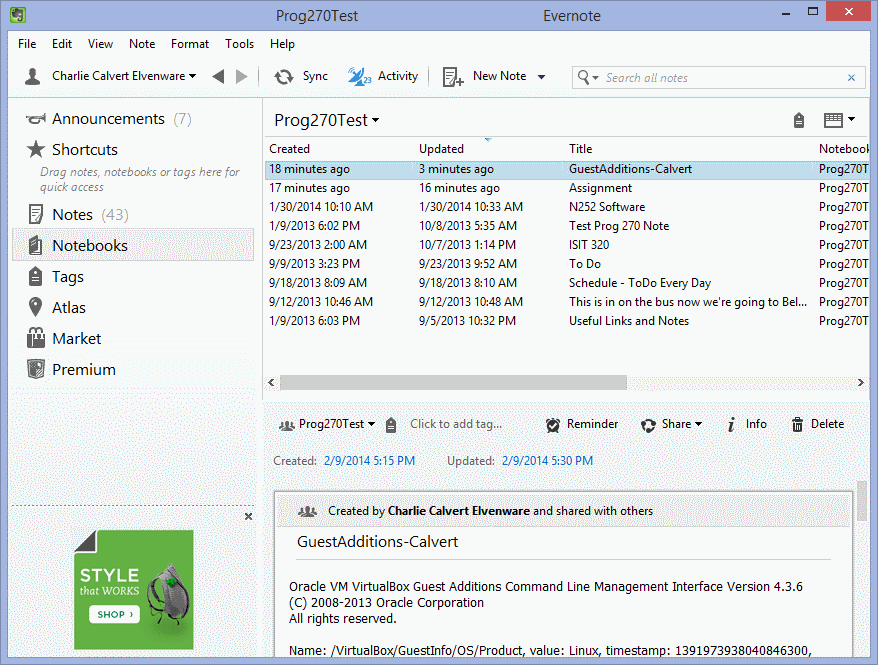 Prog270Test Evernote
File Edit View Note Format Tools Help
Charlie Calvert Elvenware Sync 23 Activity New Note Search all notes
Announcements (7)
Shortcuts
Drag notes, notebooks or tags here for
quick access
Notes (43)
Notebooks
Tags
Atlas
Market
Premium
STYLE
that WORKS
SHOP ›
Prog270Test
Created Updated Title Notebook
18 minutes ago 3 minutes ago GuestAdditions-Calvert Prog270T
17 minutes ago 16 minutes ago Assignment Prog270T
1/30/2014 10:10 AM 1/30/2014 10:33 AM N252 Software Prog270T
1/9/2013 6:02 PM 10/8/2013 5:35 AM Test Prog 270 Note Prog270T
9/23/2013 2:00 AM 10/7/2013 1:14 PM ISIT 320 Prog270T
9/9/2013 3:23 PM 9/23/2013 9:52 AM To Do Prog270T
9/18/2013 8:09 AM 9/18/2013 8:10 AM Schedule - ToDo Every Day Prog270T
9/12/2013 10:46 AM 9/12/2013 10:48 AM This is in on the bus now we're going to Bel... Prog270T
1/9/2013 6:03 PM 9/5/2013 10:32 PM Useful Links and Notes Prog270T
Prog270Test Click to add tag... Reminder Share Info Delete
Created: 2/9/2014 5:15 PM Updated: 2/9/2014 5:30 PM
Created by Charlie Calvert Elvenware and shared with others
GuestAdditions-Calvert
Oracle VM VirtualBox Guest Additions Command Line Management Interface Version 4.3.6
(C) 2008-2013 Oracle Corporation
All rights reserved.
Name: /VirtualBox/GuestInfo/OS/Product, value: Linux, timestamp: 1391973938040846300,